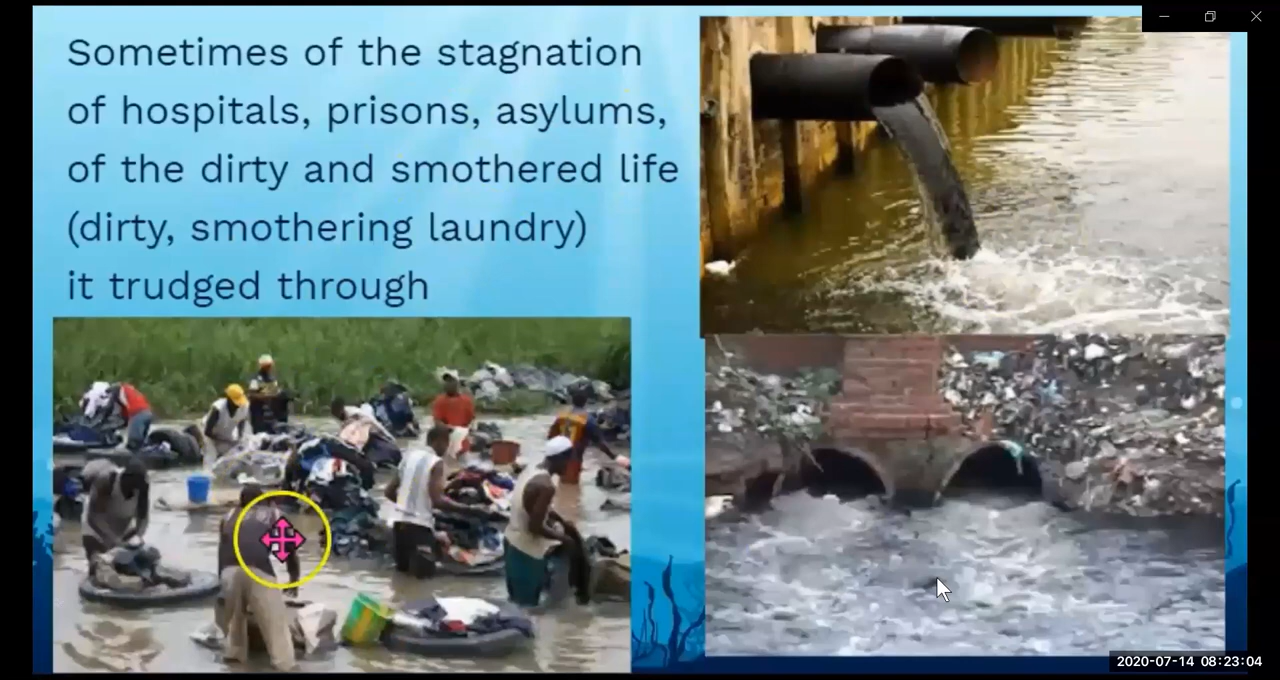 Sometimes of the stagnation
of hospitals, prisons, asylums,
of the dirty and smothered life
(dirty, smothering laundry)
it trudged through
2020-07-14 08:23:04